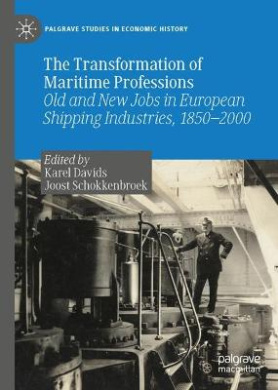 PALGRAVE STUDIES IN ECONOMIC HISTORY
The Transformation of
Maritime Professions
Old and New Jobs in European
Shipping Industries, 1850–2000
Edited by
Karel Davids
Joost Schokkenbroek
palgrave
macmillan